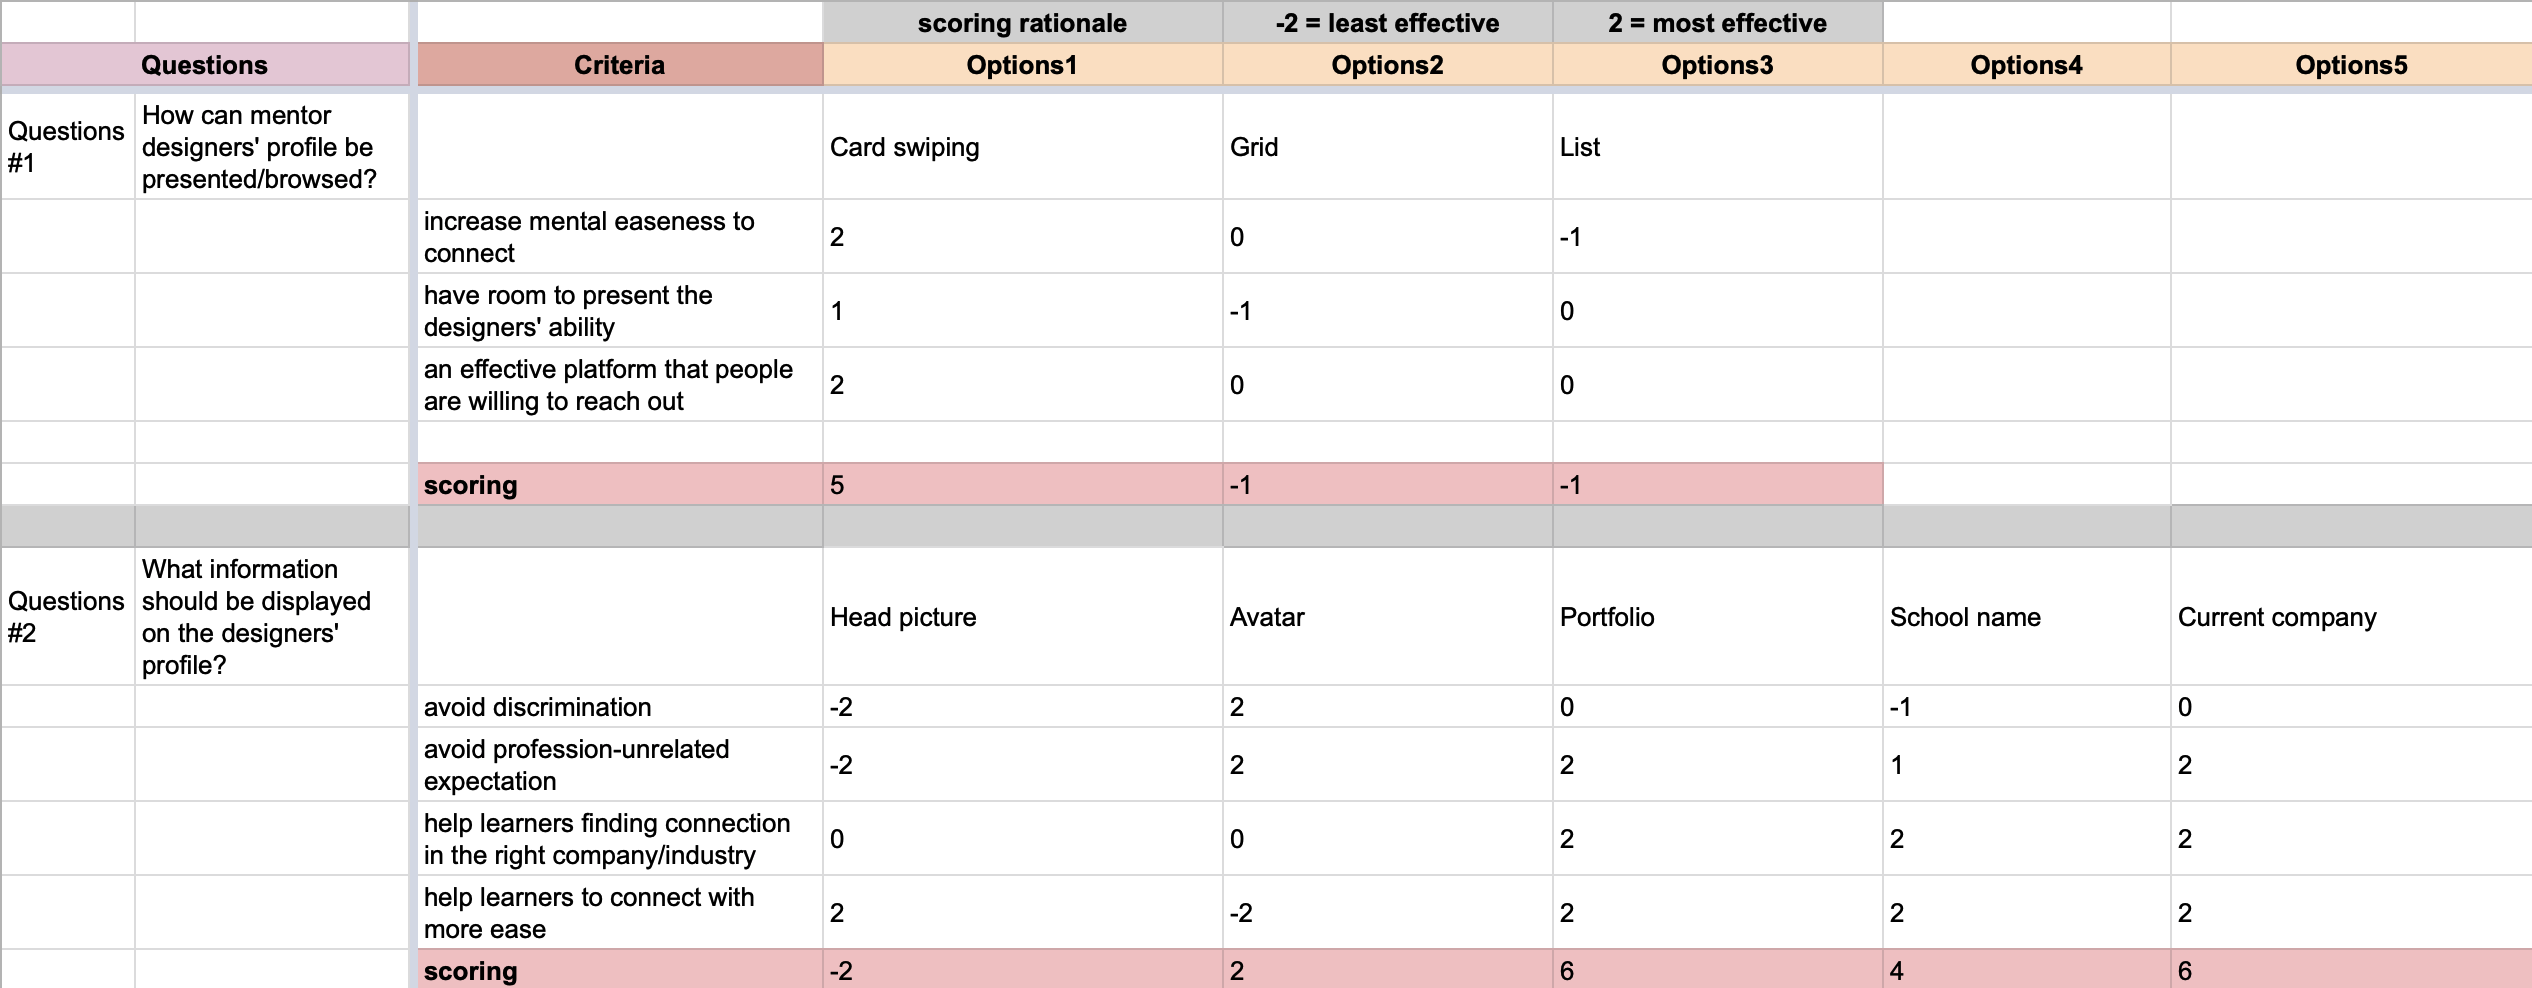 scoring rationale -2 = least effective 2 = most effective
Questions Criteria Options1 Options2 Options3 Options4 Options5
Questions
#1
How can mentor
designers' profile be
presented/browsed?
Card swiping Grid List
increase mental easeness to
connect
2 0 -1
have room to present the
designers' ability
1 -1 0
an effective platform that people
are willing to reach out
2 0 0
scoring 5 -1 -1
Questions
#2
What information
should be displayed
on the designers'
profile?
Head picture Avatar Portfolio School name Current company
avoid discrimination -2 2 0 -1 0
avoid profession-unrelated
expectation
-2 2 2 1 2
help learners finding connection
in the right company/industry
0 0 2 2 2
help learners to connect with
more ease
2 -2 2 2 2
scoring -2 2 6 4 6